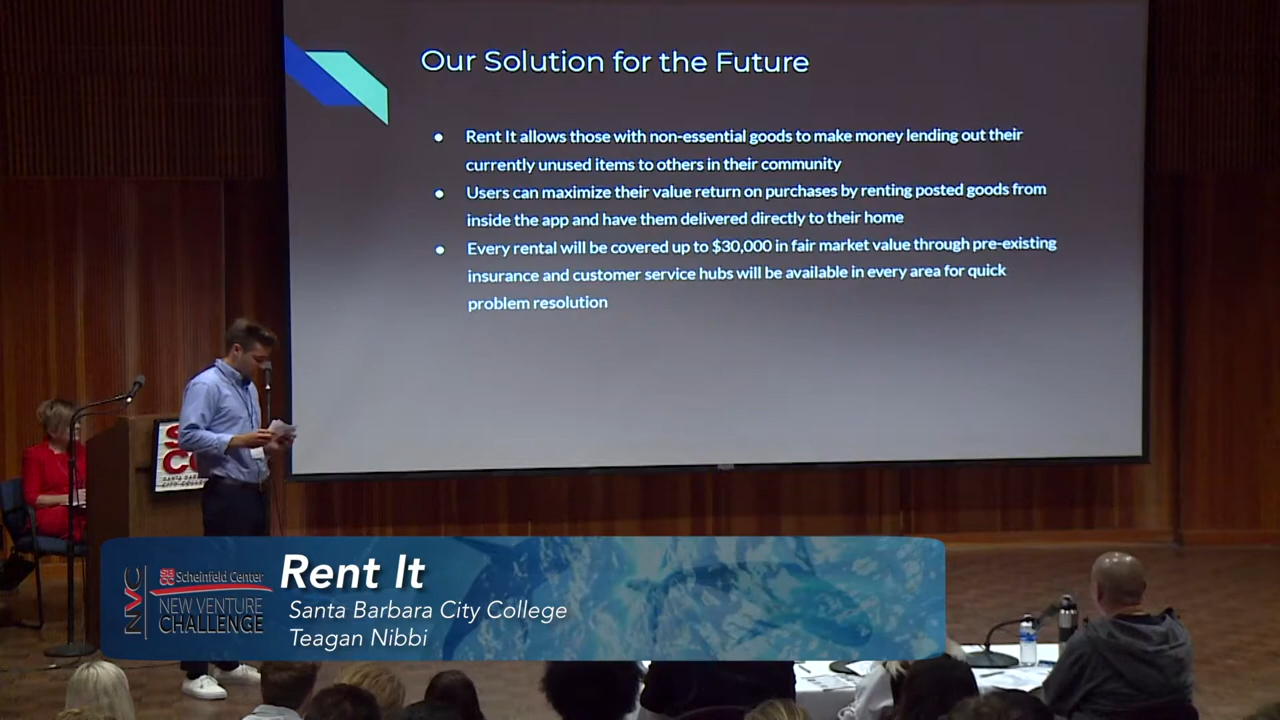 Our Solution for the Future
● Rent It allows those with non-essential goods to make money lending out their
currently unused items to others in their community
● Users can maximize their value return on purchases by renting posted goods from
inside the app and have them delivered directly to their home
● Every rental will be covered up to $30,000 in fair market value through pre-existing
insurance and customer service hubs will be available in every area for quick
problem resolution
NVC
SBCC Scheinfeld Center
NEW VENTURE
CHALLENGE
Rent It
Santa Barbara City College
Teagan Nibbi